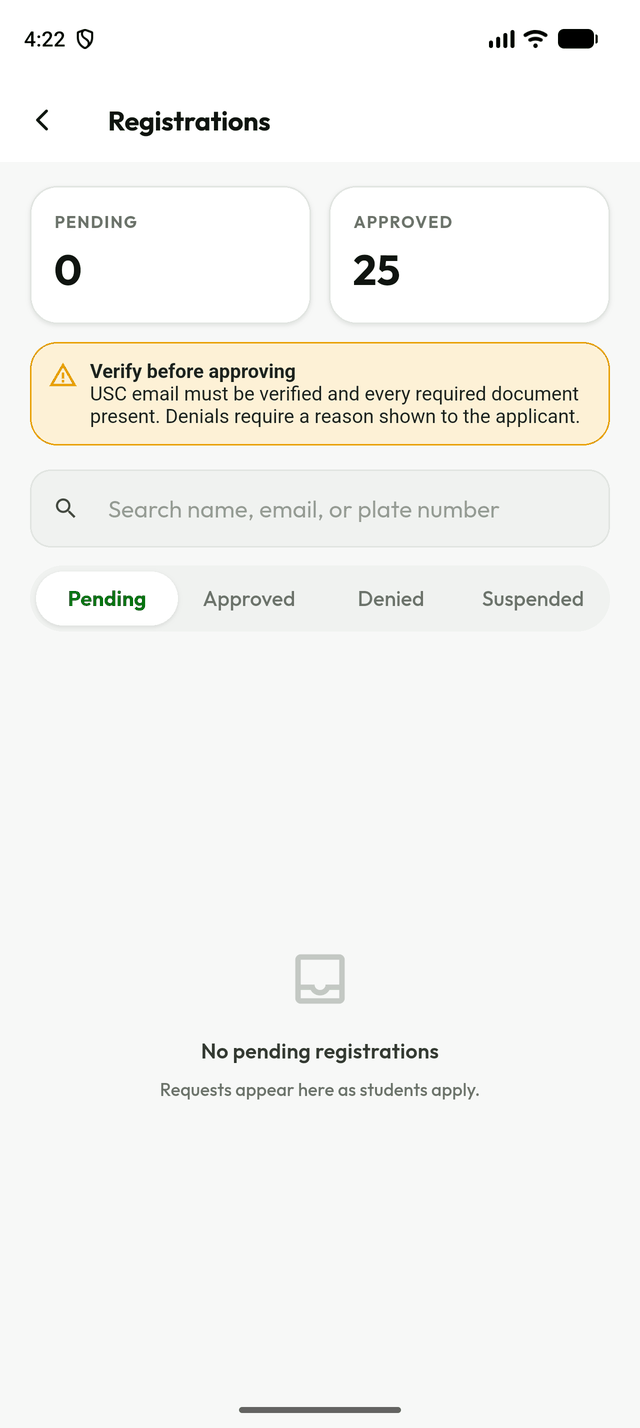 4:22
Registrations
PENDING
0
APPROVED
25
Verify before approving
USC email must be verified and every required document
present. Denials require a reason shown to the applicant.
Search name, email, or plate number
Pending
Approved
Denied
Suspended
No pending registrations
Requests appear here as students apply.